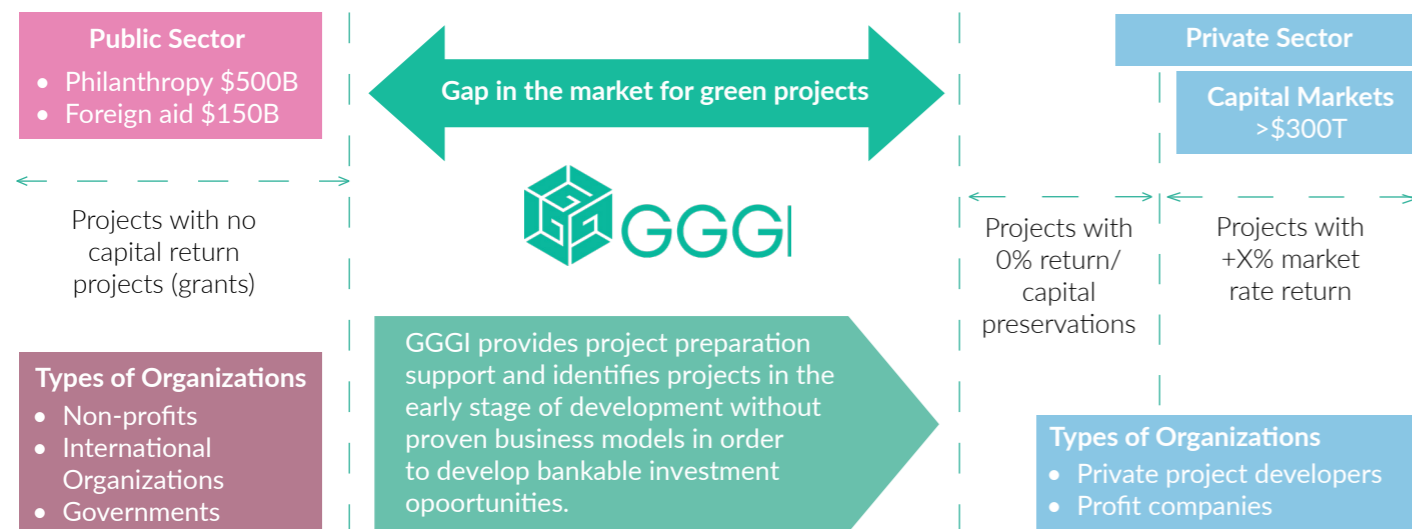 Public Sector
• Philanthropy $500B
• Foreign aid $150B
Gap in the market for green projects
Private Sector
Capital Markets
>$300T
GGGI
Projects with no
capital return
projects (grants)
Projects with
0% return/
capital
preservations
Projects with
+X% market
rate return
Types of Organizations
• Non-profits
• International
Organizations
• Governments
GGGI provides project preparation
support and identifies projects in the
early stage of development without
proven business models in order
to develop bankable investment
opoortunities.
Types of Organizations
• Private project developers
• Profit companies